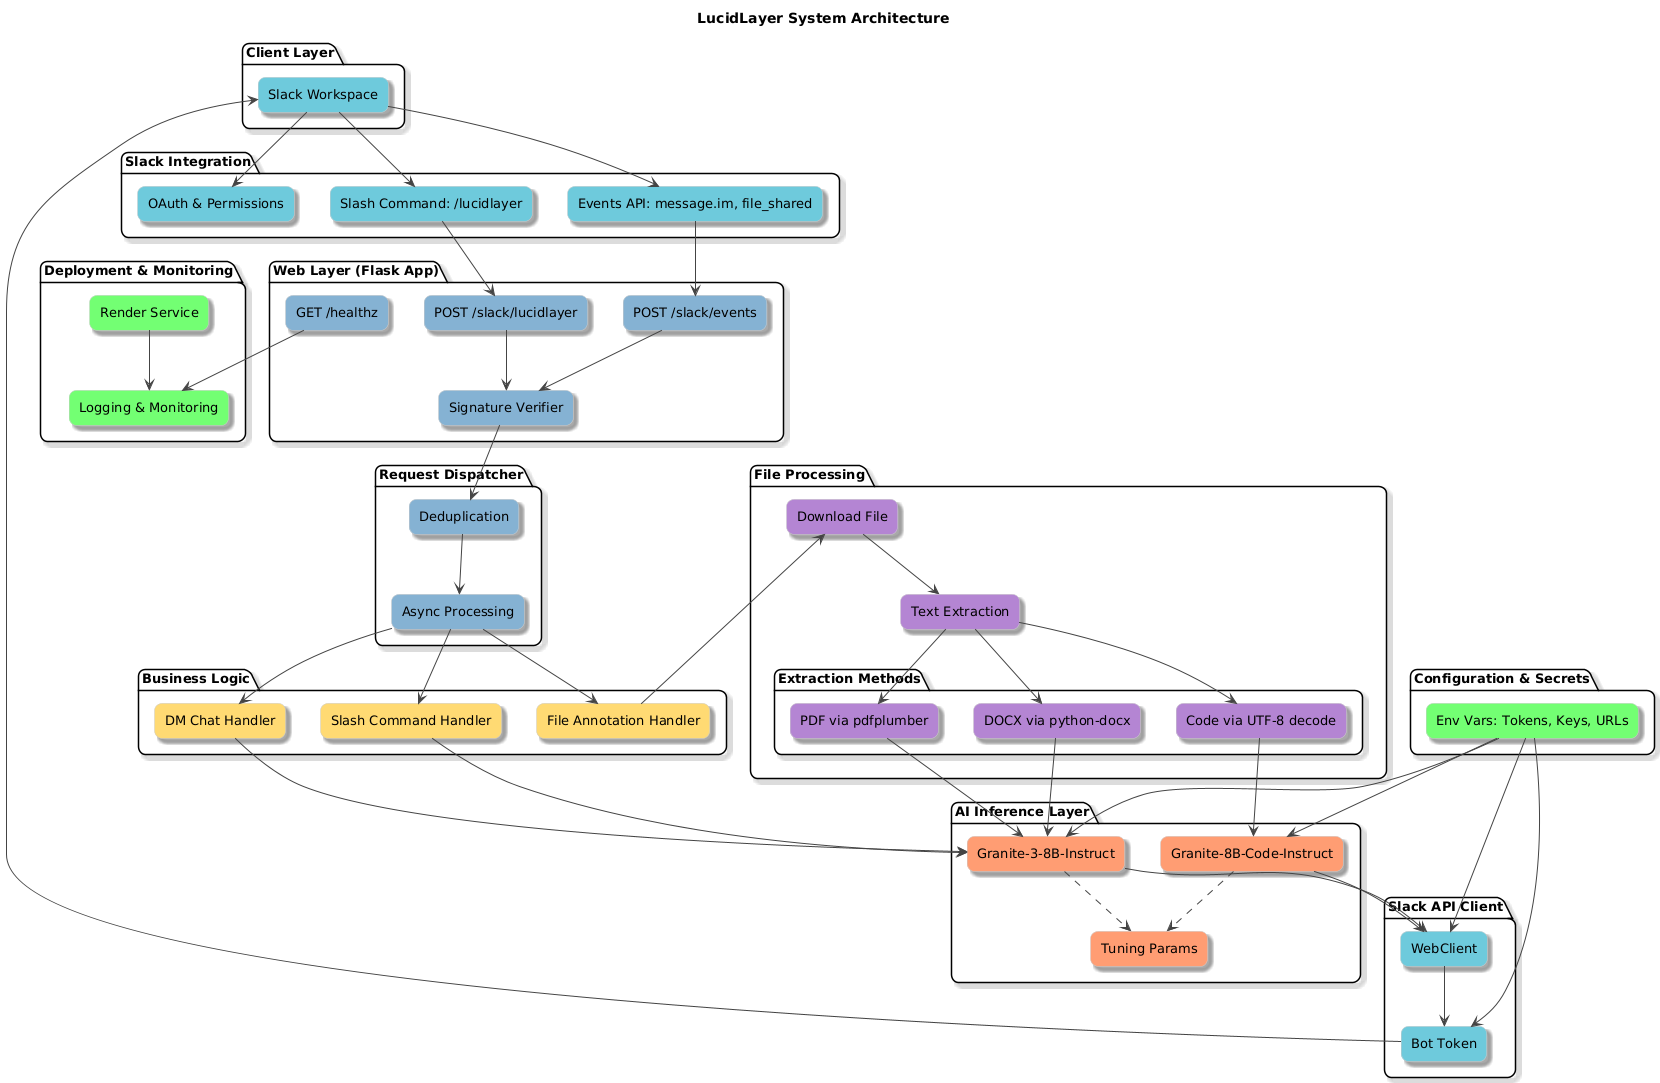 LucidLayer System Architecture
Client Layer
Slack Workspace
Slack Integration
OAuth & Permissions
Slash Command: /lucidlayer
Events API: message.im, file_shared
Deployment & Monitoring
Render Service
Logging & Monitoring
Web Layer (Flask App)
GET /healthz
POST /slack/lucidlayer
POST /slack/events
Signature Verifier
Request Dispatcher
Deduplication
Async Processing
File Processing
Download File
Text Extraction
Extraction Methods
PDF via pdfplumber
DOCX via python-docx
Code via UTF-8 decode
Business Logic
DM Chat Handler
Slash Command Handler
File Annotation Handler
Configuration & Secrets
Env Vars: Tokens, Keys, URLs
AI Inference Layer
Granite-3-8B-Instruct
Granite-8B-Code-Instruct
Tuning Params
Slack API Client
WebClient
Bot Token